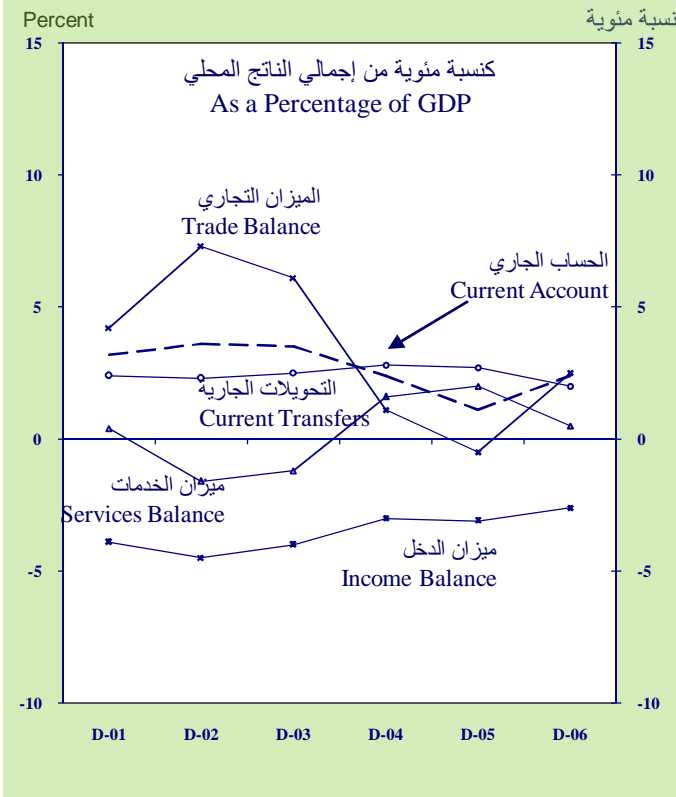 Percent
نسبة مئوية
كنسبة مئوية من إجمالي الناتج المحلي
As a Percentage of GDP
15
15
10
10
الميزان التجاري
Trade Balance
الحساب الجاري
Current Account
5
5
التحويلات الجارية
Current Transfers
0
0
ميزان الخدمات
Services Balance
ميزان الدخل
Income Balance
-5
-5
-10
-10
D-01 D-02 D-03 D-04 D-05 D-06